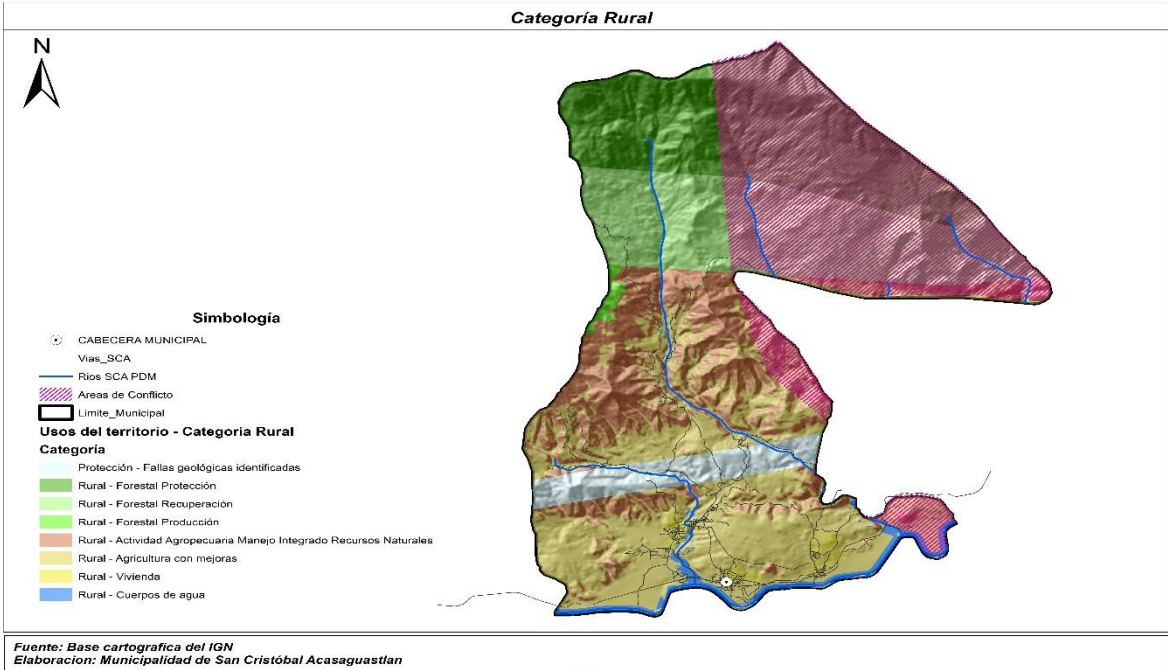 Categoría Rural
N
Simbología
CABECERA MUNICIPAL
Vias_SCA
Rios SCA PDM
Areas de Conflicto
Limite_Municipal
Usos del territorio - Categoría Rural
Categoría
Protección - Fallas geológicas identificadas
Rural - Forestal Protección
Rural - Forestal Recuperación
Rural - Forestal Producción
Rural - Actividad Agropecuaria Manejo Integrado Recursos Naturales
Rural - Agricultura con mejoras
Rural - Vivienda
Rural - Cuerpos de agua
Fuente: Base cartografica del IGN
Elaboracion: Municipalidad de San Cristóbal Acasaguastlan